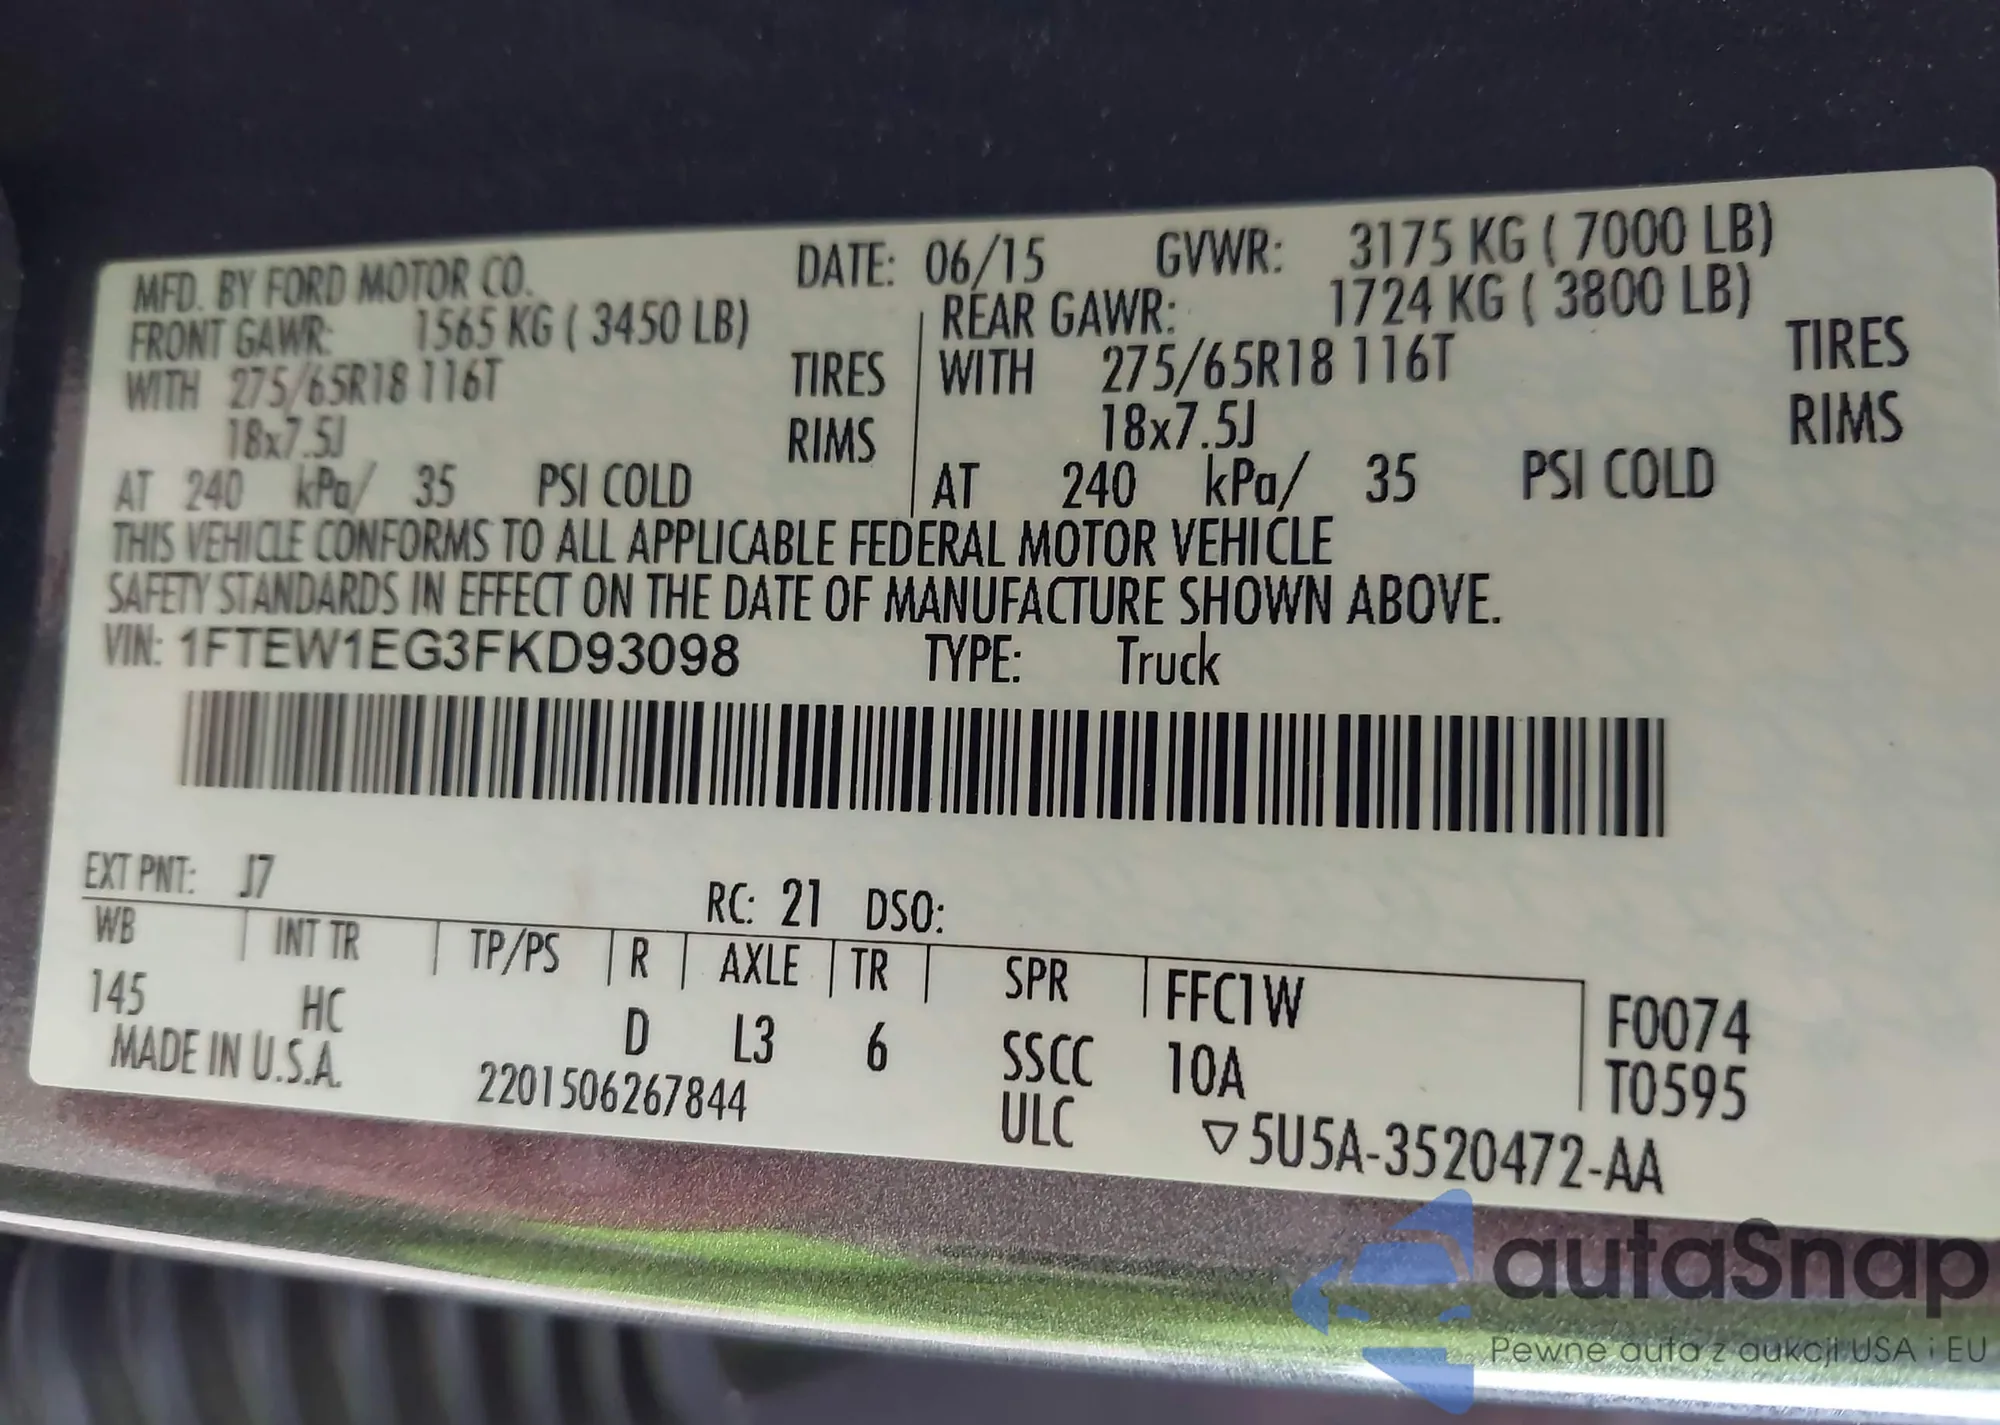 MFD. BY FORD MOTOR CO. DATE: 06/15 GVWR: 3175 KG ( 7000 LB)
FRONT GAWR: 1565 KG ( 3450 LB) REAR GAWR: 1724 KG ( 3800 LB)
WITH 275/65R18 116T TIRES WITH 275/65R18 116T TIRES
18x7.5J RIMS 18x7.5J RIMS
AT 240 kPa/ 35 PSI COLD AT 240 kPa/ 35 PSI COLD
THIS VEHICLE CONFORMS TO ALL APPLICABLE FEDERAL MOTOR VEHICLE
SAFETY STANDARDS IN EFFECT ON THE DATE OF MANUFACTURE SHOWN ABOVE.
VIN: 1FTEW1EG3FKD93098 TYPE: Truck
EXT PNT: J7 RC: 21 DSO:
WB INT TR TP/PS R AXLE TR SPR FFC1W F0074
145 HC D L3 6 SSCC 10A T0595
MADE IN U.S.A. 2201506267844 ULC ▽5U5A-3520472-AA
autaSnap
Pewne auta z aukcji USA i EU